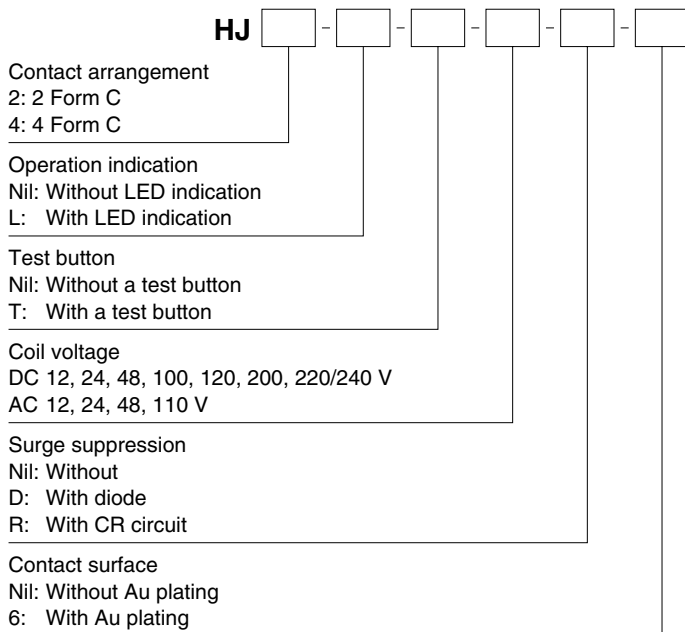 HJ - - - - -
Contact arrangement
2: 2 Form C
4: 4 Form C
Operation indication
Nil: Without LED indication
L: With LED indication
Test button
Nil: Without a test button
T: With a test button
Coil voltage
DC 12, 24, 48, 100, 120, 200, 220/240 V
AC 12, 24, 48, 110 V
Surge suppression
Nil: Without
D: With diode
R: With CR circuit
Contact surface
Nil: Without Au plating
6: With Au plating